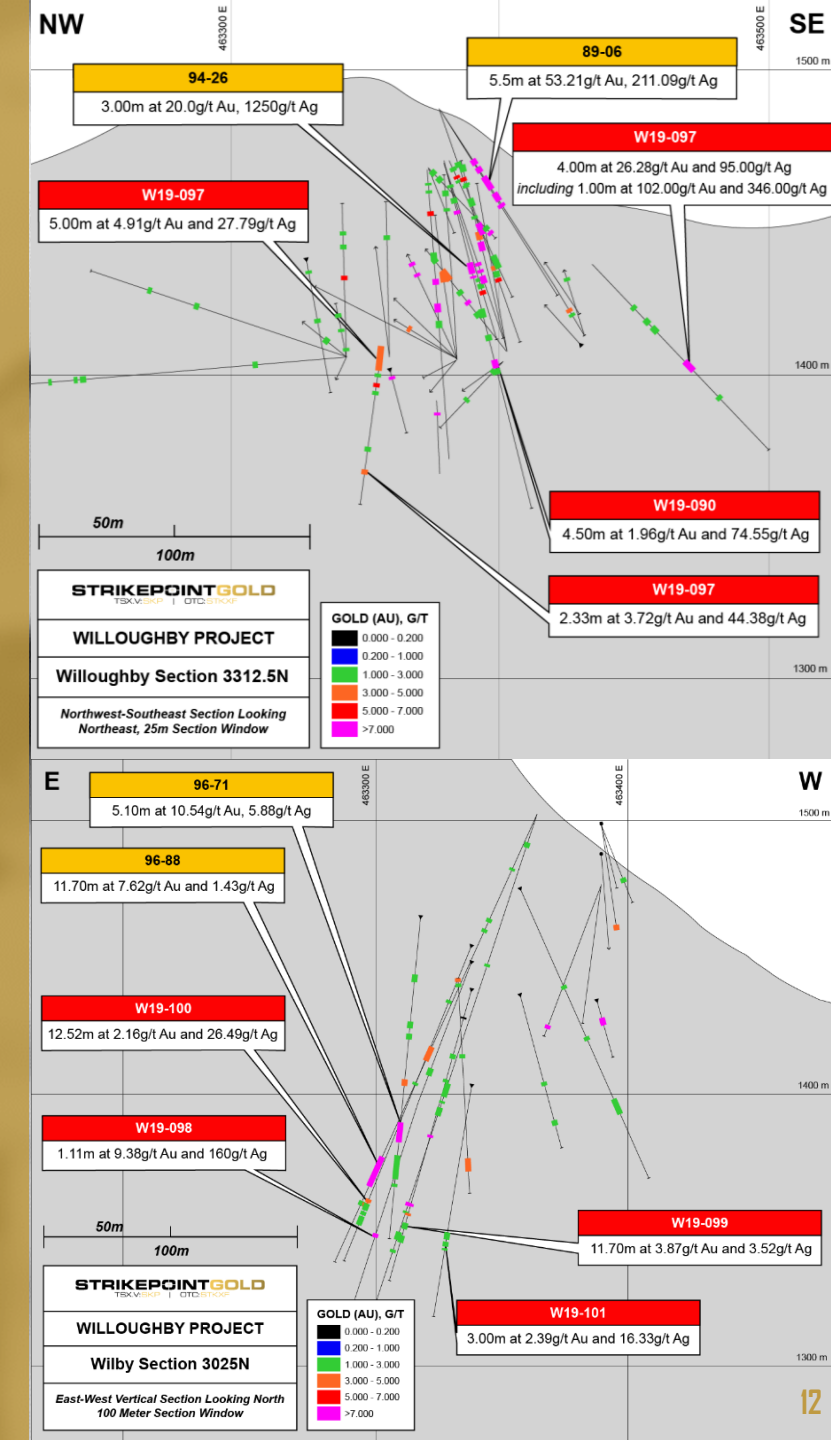 NW
463300 E
463500 E
SE
1500 m
94-26
3.00m at 20.0g/t Au, 1250g/t Ag
89-06
5.5m at 53.21g/t Au, 211.09g/t Ag
W19-097
4.00m at 26.28g/t Au and 95.00g/t Ag
including 1.00m at 102.00g/t Au and 346.00g/t Ag
W19-097
5.00m at 4.91g/t Au and 27.79g/t Ag
1400 m
W19-090
4.50m at 1.96g/t Au and 74.55g/t Ag
W19-097
2.33m at 3.72g/t Au and 44.38g/t Ag
50m
100m
STRIKEPOINTGOLD
TSX.V:SKP | OTC:STKXF
WILLOUGHBY PROJECT
Willoughby Section 3312.5N
Northwest-Southeast Section Looking
Northeast, 25m Section Window
GOLD (AU), G/T
0.000 - 0.200
0.200 - 1.000
1.000 - 3.000
3.000 - 5.000
5.000 - 7.000
>7.000
1300 m
E
463300 E
463400 E
W
1500 m
96-71
5.10m at 10.54g/t Au, 5.88g/t Ag
96-88
11.70m at 7.62g/t Au and 1.43g/t Ag
W19-100
12.52m at 2.16g/t Au and 26.49g/t Ag
1400 m
W19-098
1.11m at 9.38g/t Au and 160g/t Ag
W19-099
11.70m at 3.87g/t Au and 3.52g/t Ag
W19-101
3.00m at 2.39g/t Au and 16.33g/t Ag
50m
100m
STRIKEPOINTGOLD
TSX.V:SKP | OTC:STKXF
WILLOUGHBY PROJECT
Wilby Section 3025N
East-West Vertical Section Looking North
100 Meter Section Window
GOLD (AU), G/T
0.000 - 0.200
0.200 - 1.000
1.000 - 3.000
3.000 - 5.000
5.000 - 7.000
>7.000
1300 m
12